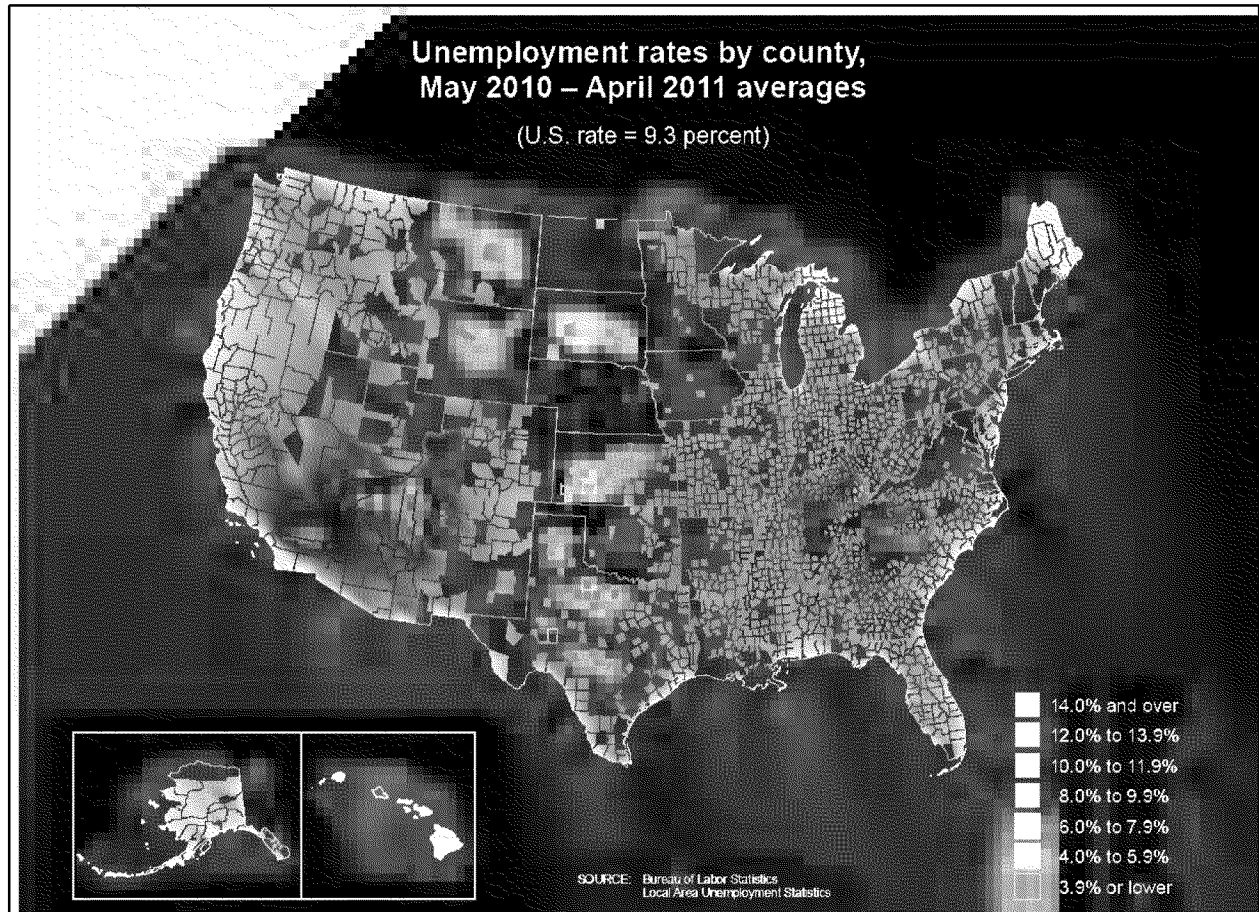 Unemployment rates by county,
May 2010 – April 2011 averages
(U.S. rate = 9.3 percent)
14.0% and over
12.0% to 13.9%
10.0% to 11.9%
8.0% to 9.9%
6.0% to 7.9%
4.0% to 5.9%
3.9% or lower
SOURCE: Bureau of Labor Statistics
Local Area Unemployment Statistics